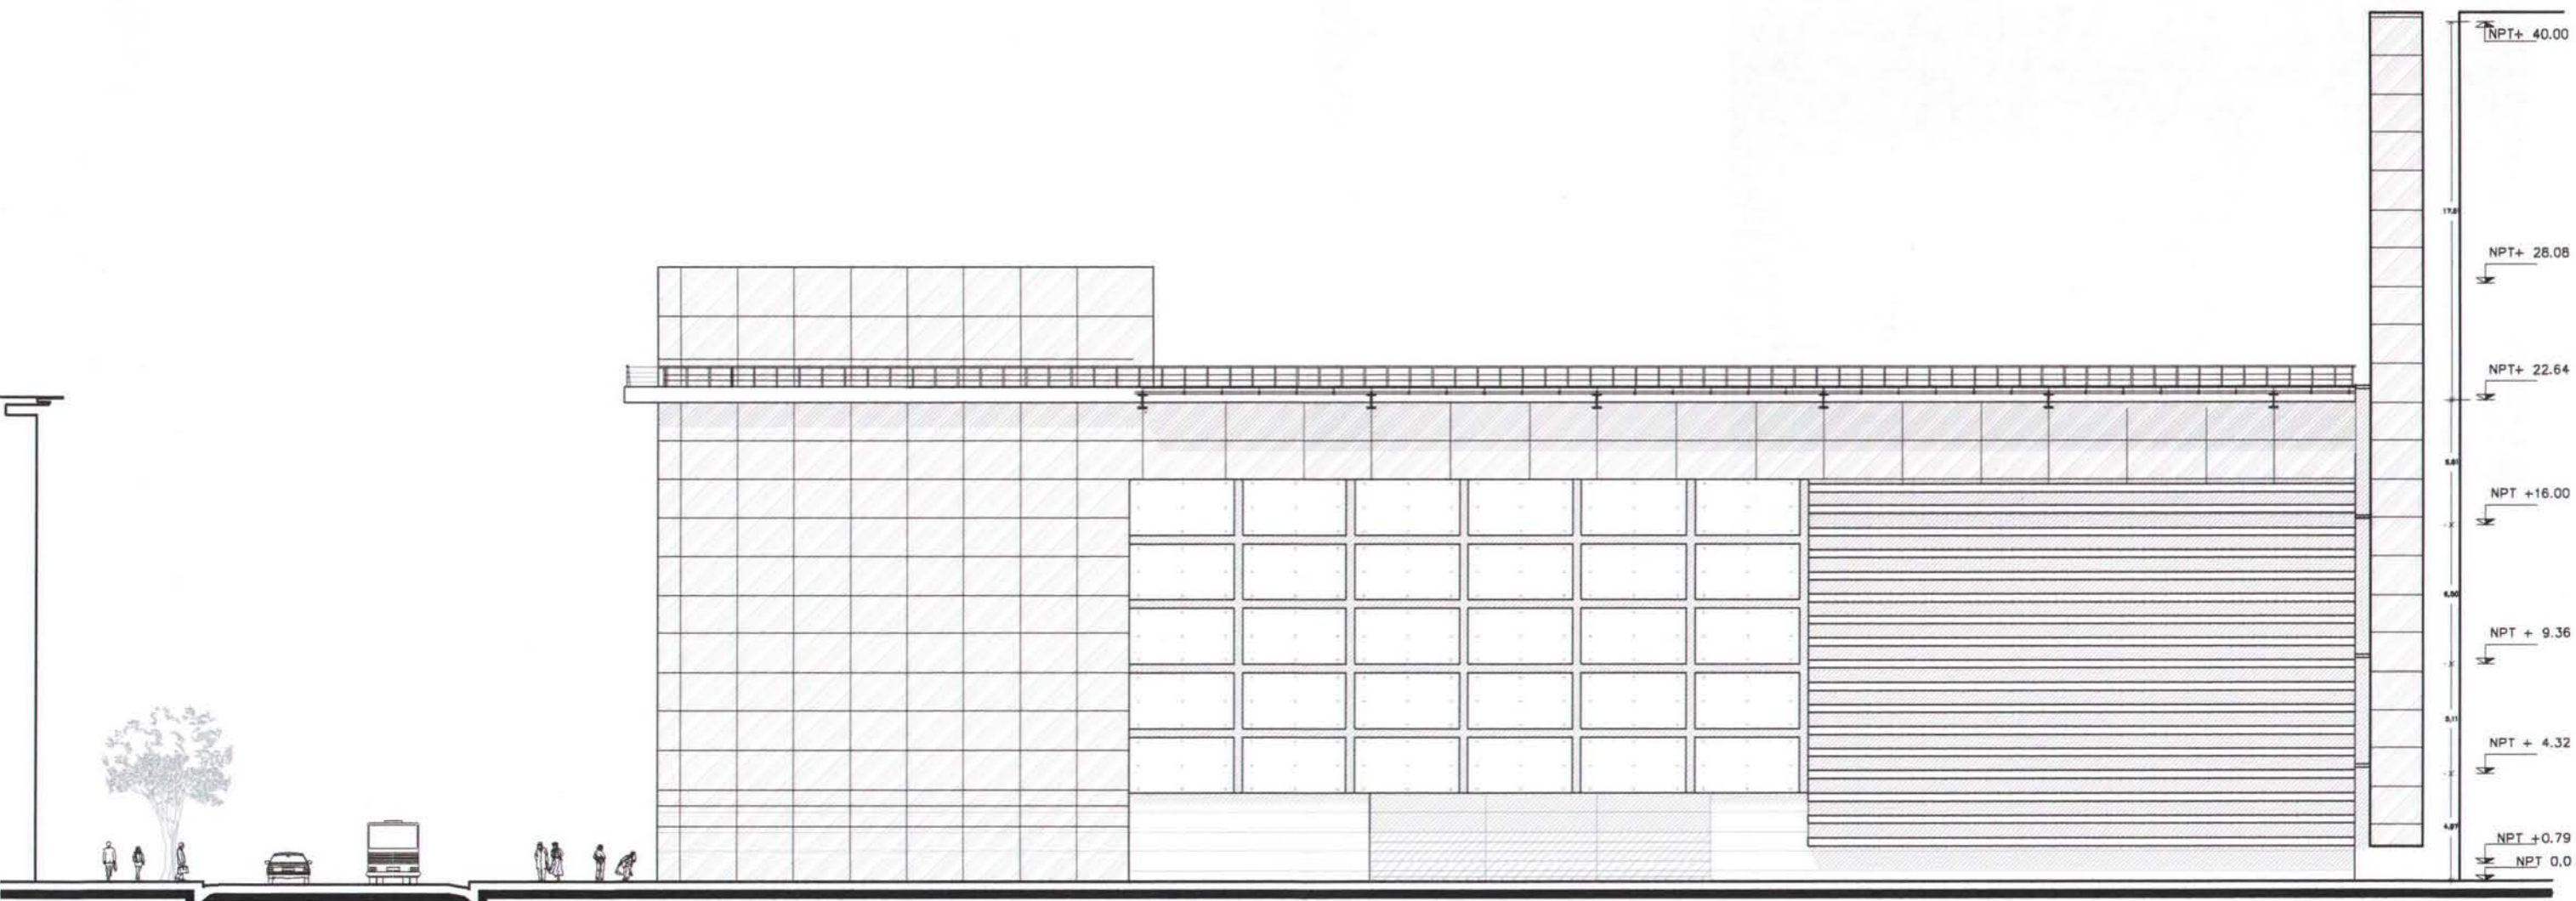 NPT+ 40.00
NPT+ 28.08
NPT+ 22.64
NPT +16.00
NPT + 9.36
NPT + 4.32
NPT +0.79
NPT 0,0